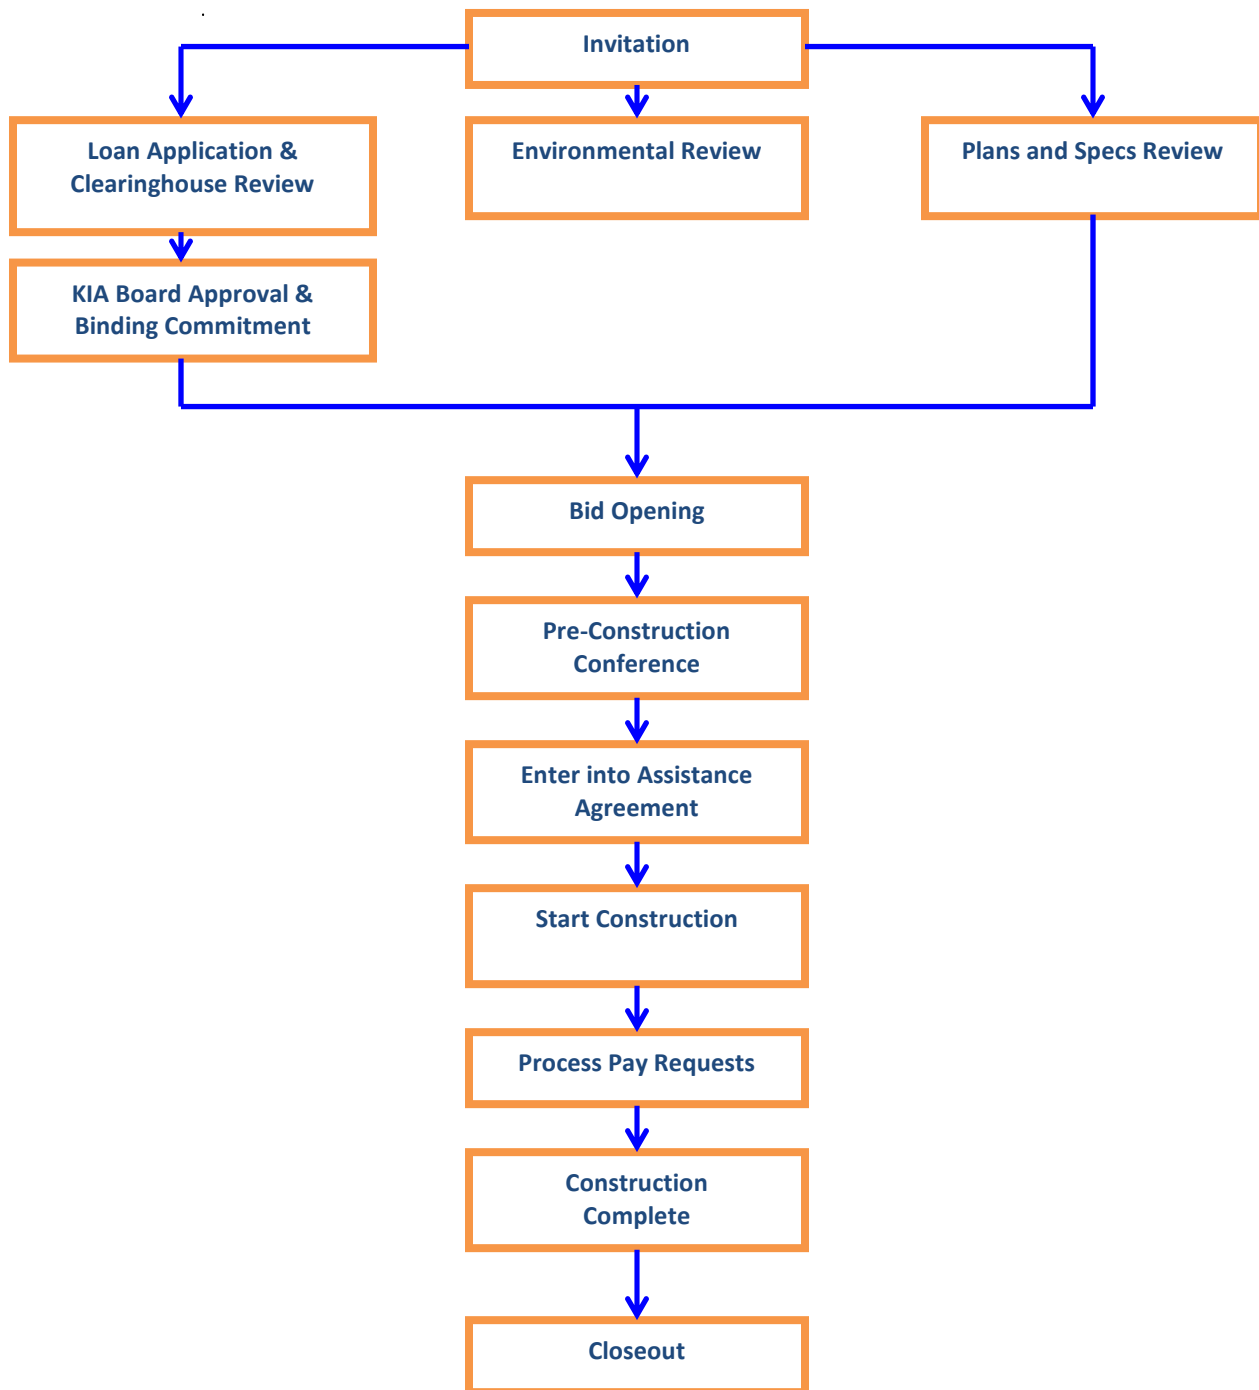 Invitation
Loan Application &
Clearinghouse Review
Environmental Review
Plans and Specs Review
KIA Board Approval &
Binding Commitment
Bid Opening
Pre-Construction
Conference
Enter into Assistance
Agreement
Start Construction
Process Pay Requests
Construction
Complete
Closeout